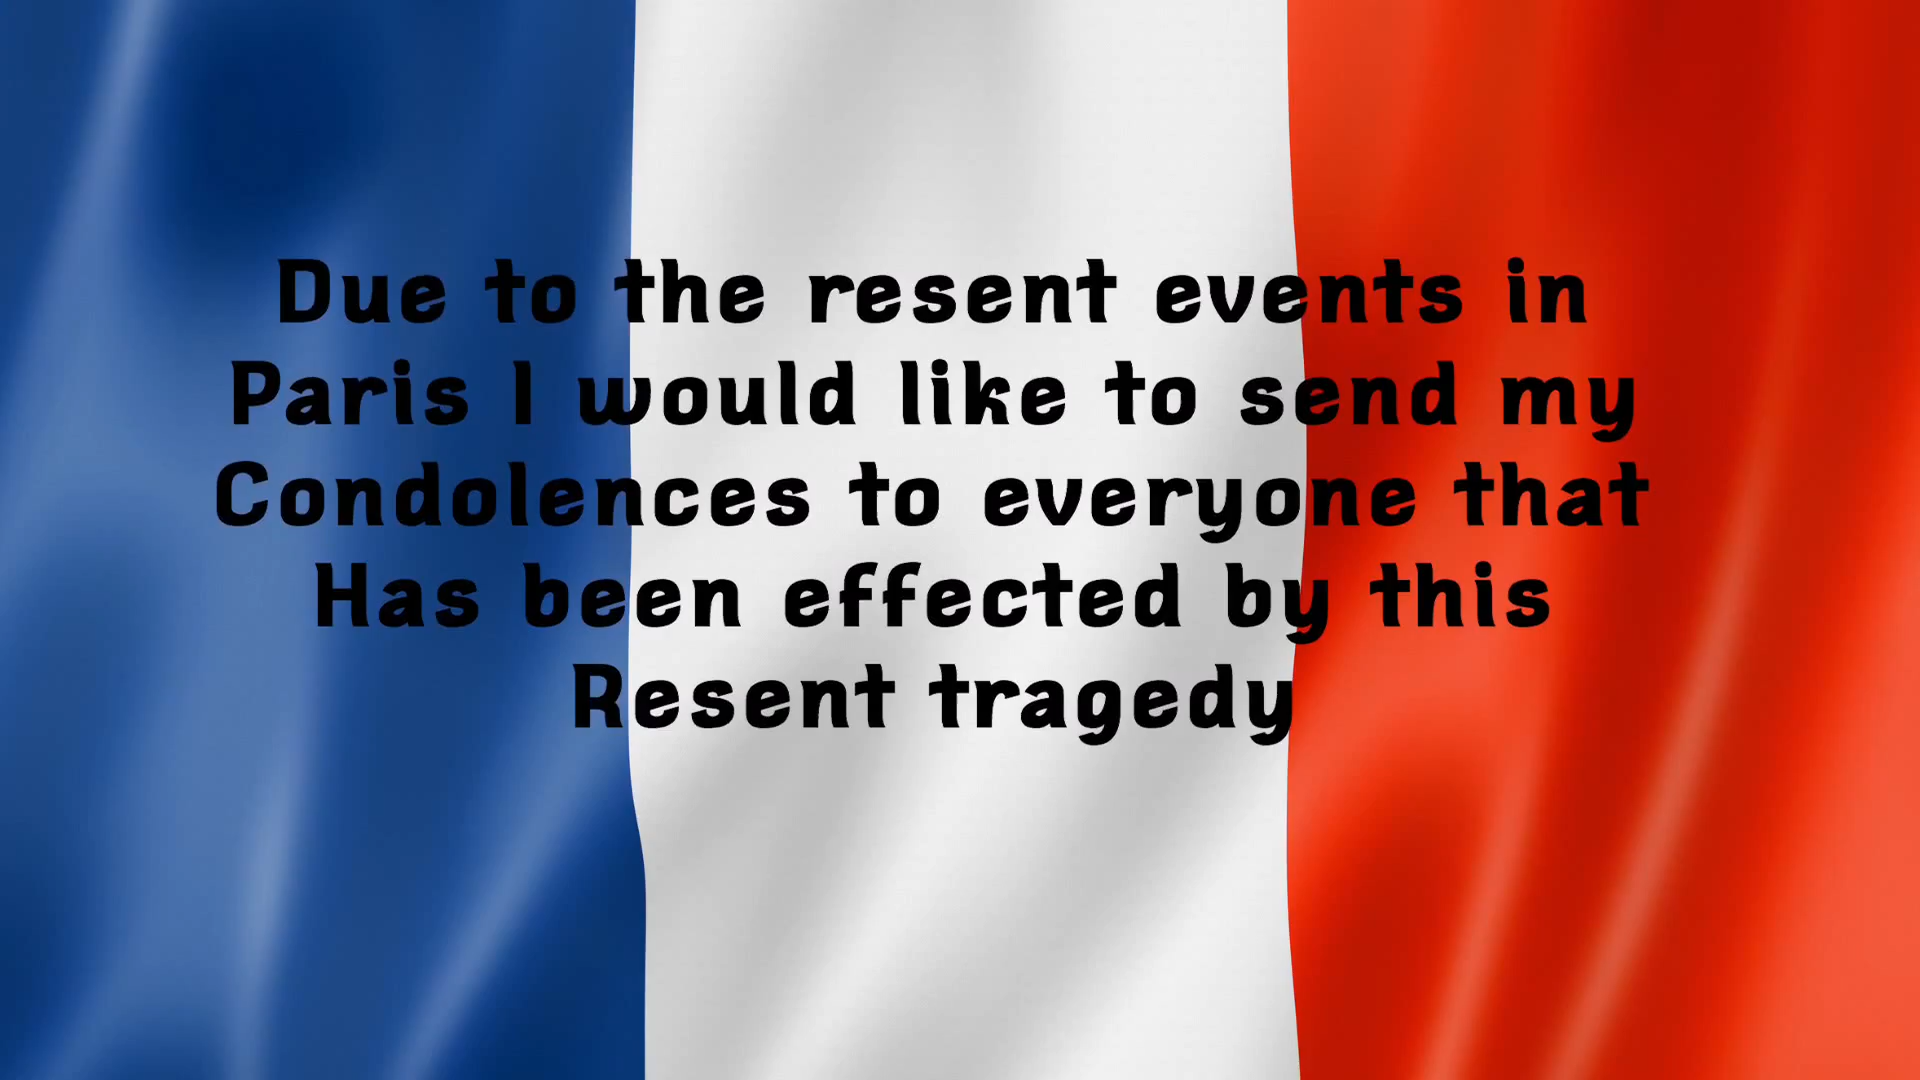 Due to the resent events in
Paris I would like to send my
Condolences to everyone that
Has been effected by this
Resent tragedy